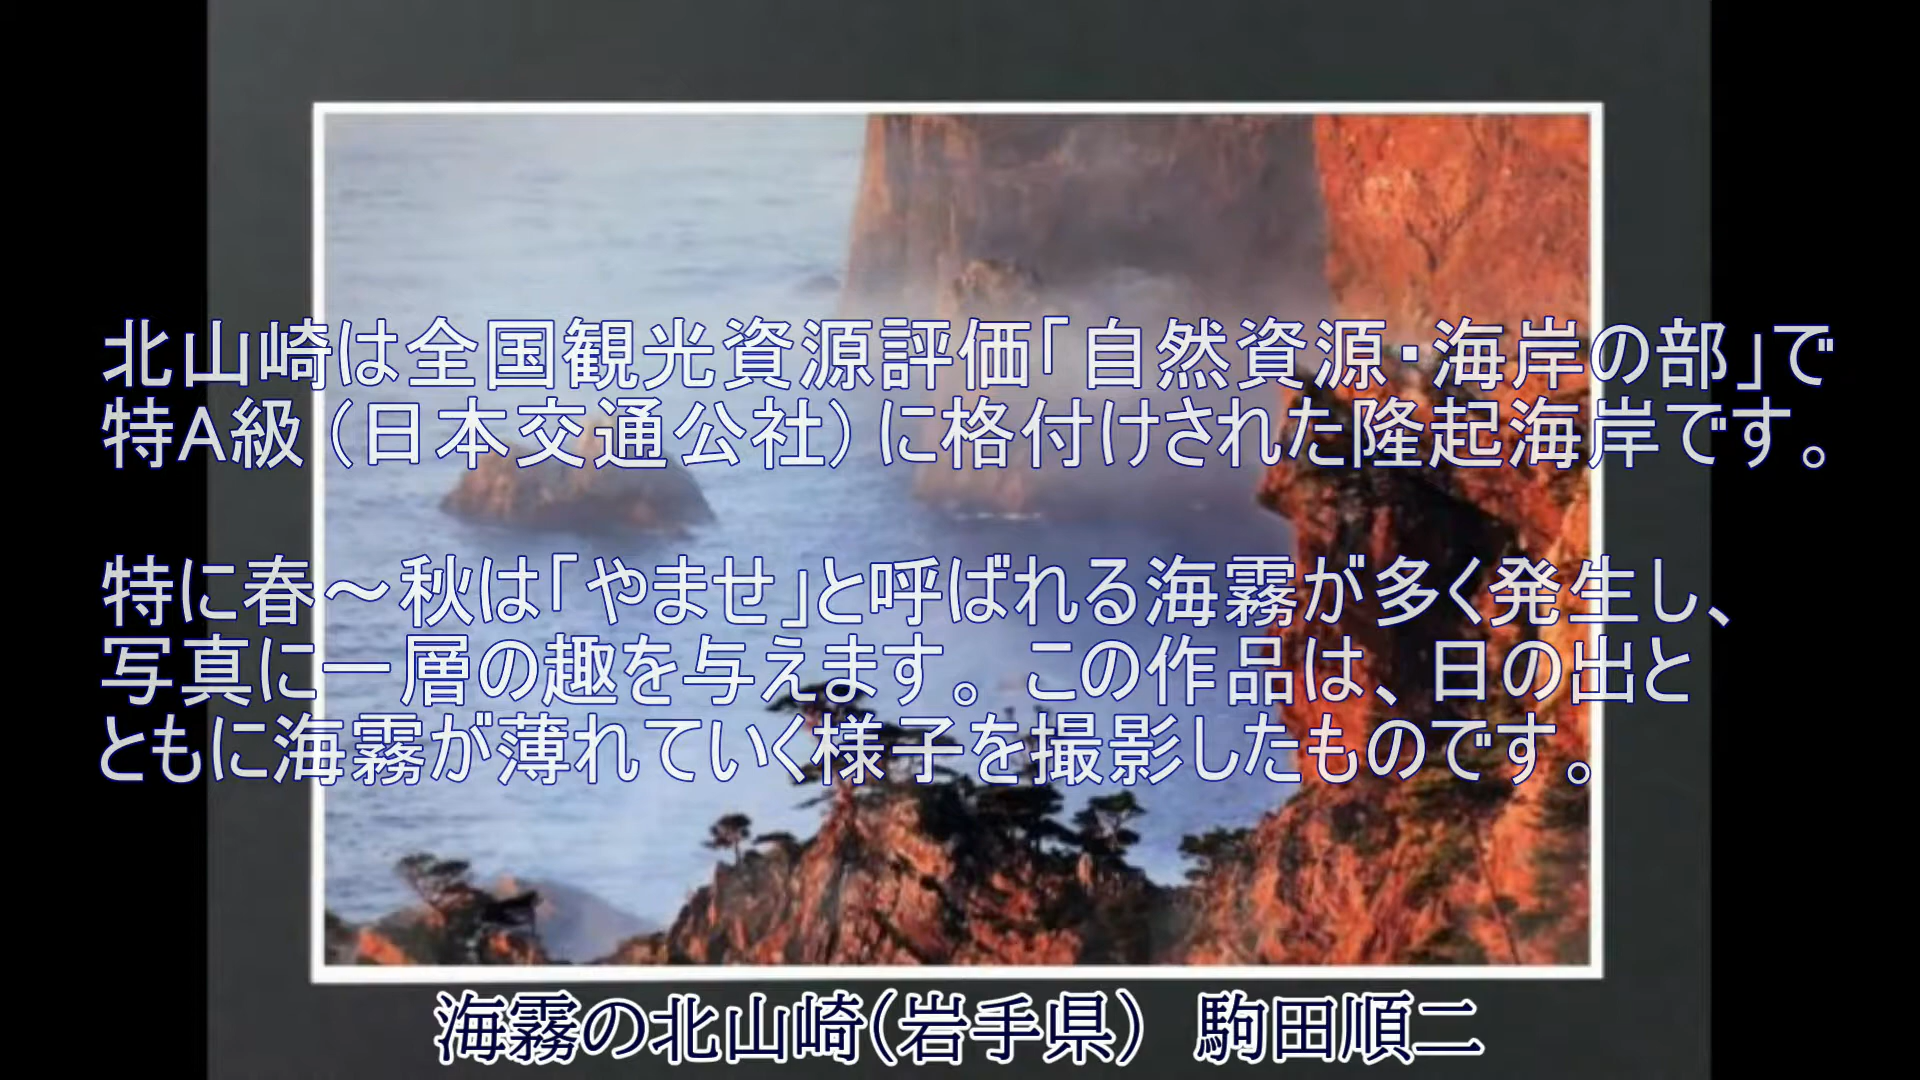 北山崎は全国観光資源評価「自然資源・海岸の部」で
特A級（日本交通公社）に格付けされた隆起海岸です。
特に春～秋は「やませ」と呼ばれる海霧が多く発生し、
写真に一層の趣を与えます。この作品は、日の出と
ともに海霧が薄れていく様子を撮影したものです。
海霧の北山崎（岩手県）　駒田順二